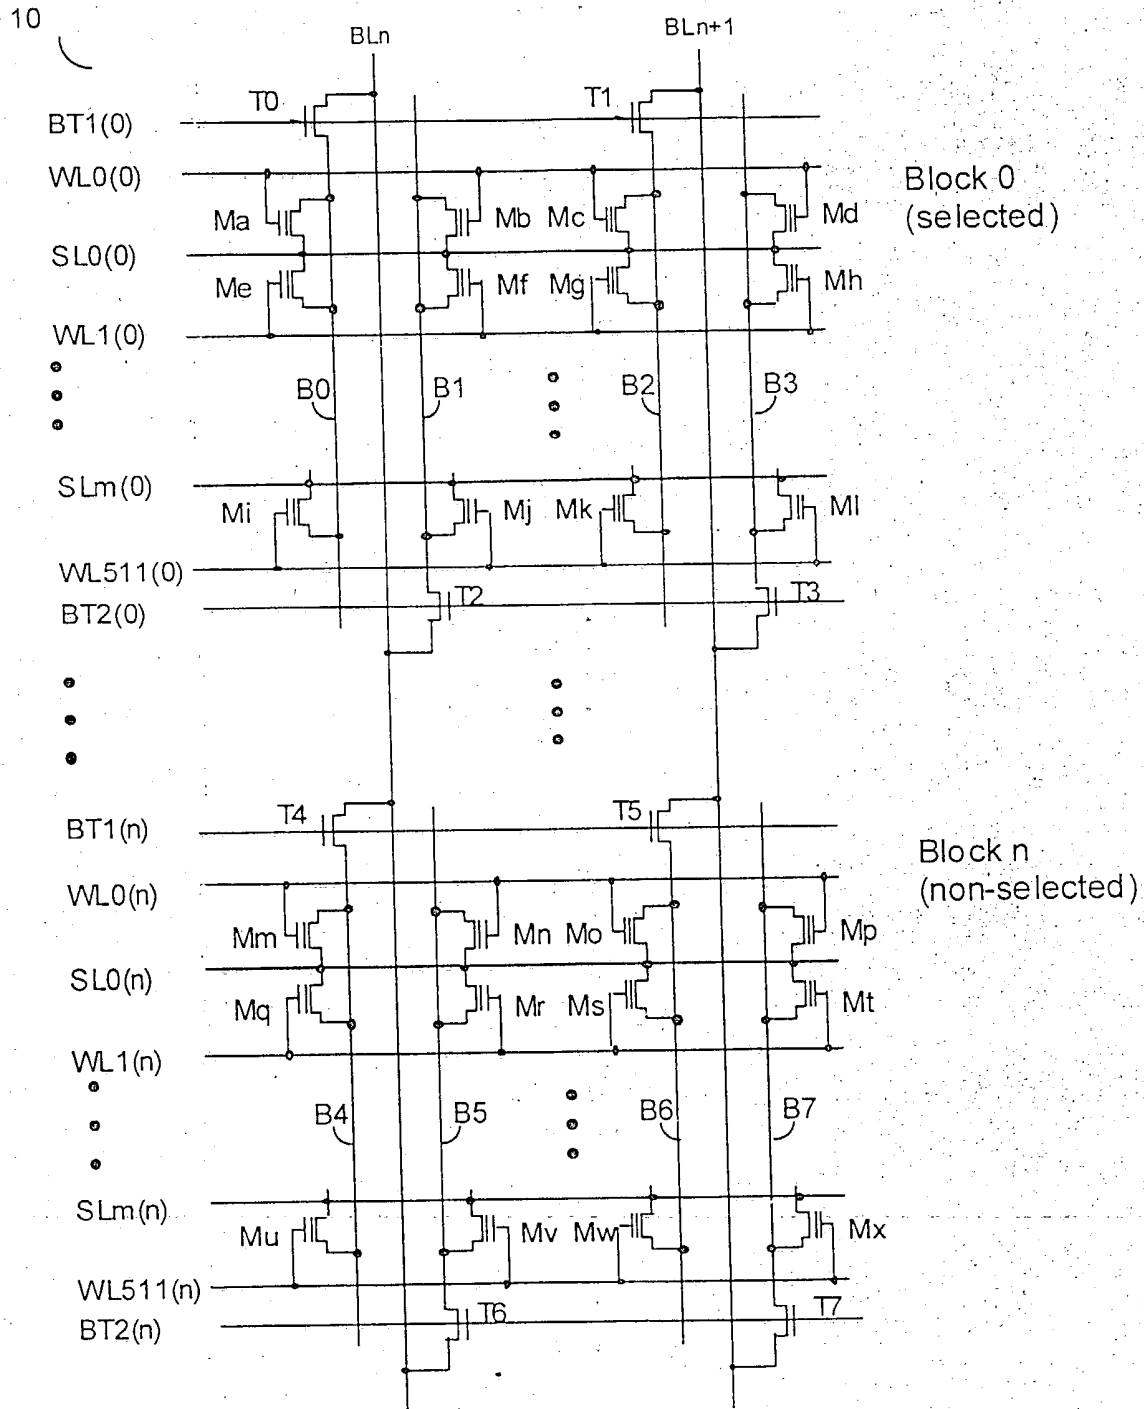 10
BLn BLn+1
T0 T1
BT1(0)
WL0(0)
Block 0
(selected)
Ma Mb Mc Md
SL0(0)
Me Mf Mg Mh
WL1(0)
B0 B1 B2 B3
SLm(0)
Mi Mj Mk Ml
WL511(0)
T2 T3
BT2(0)
T4 T5
BT1(n)
Block n
(non-selected)
WL0(n)
Mm Mn Mo Mp
SL0(n)
Mq Mr Ms Mt
WL1(n)
B4 B5 B6 B7
SLm(n)
Mu Mv Mw Mx
WL511(n)
T6 T7
BT2(n)